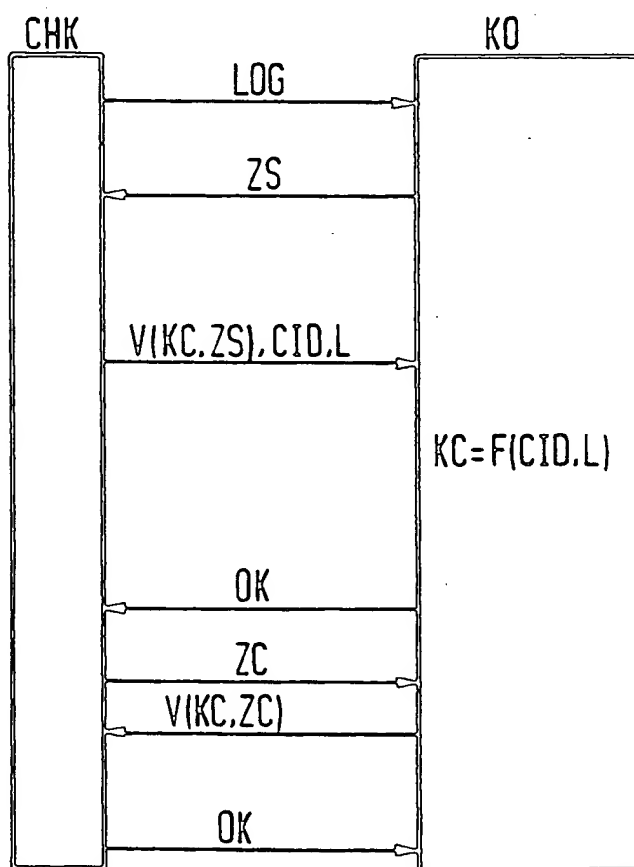 CHK
KO
LOG
ZS
V(KC,ZS),CID,L
KC=F(CID,L)
OK
ZC
V(KC,ZC)
OK